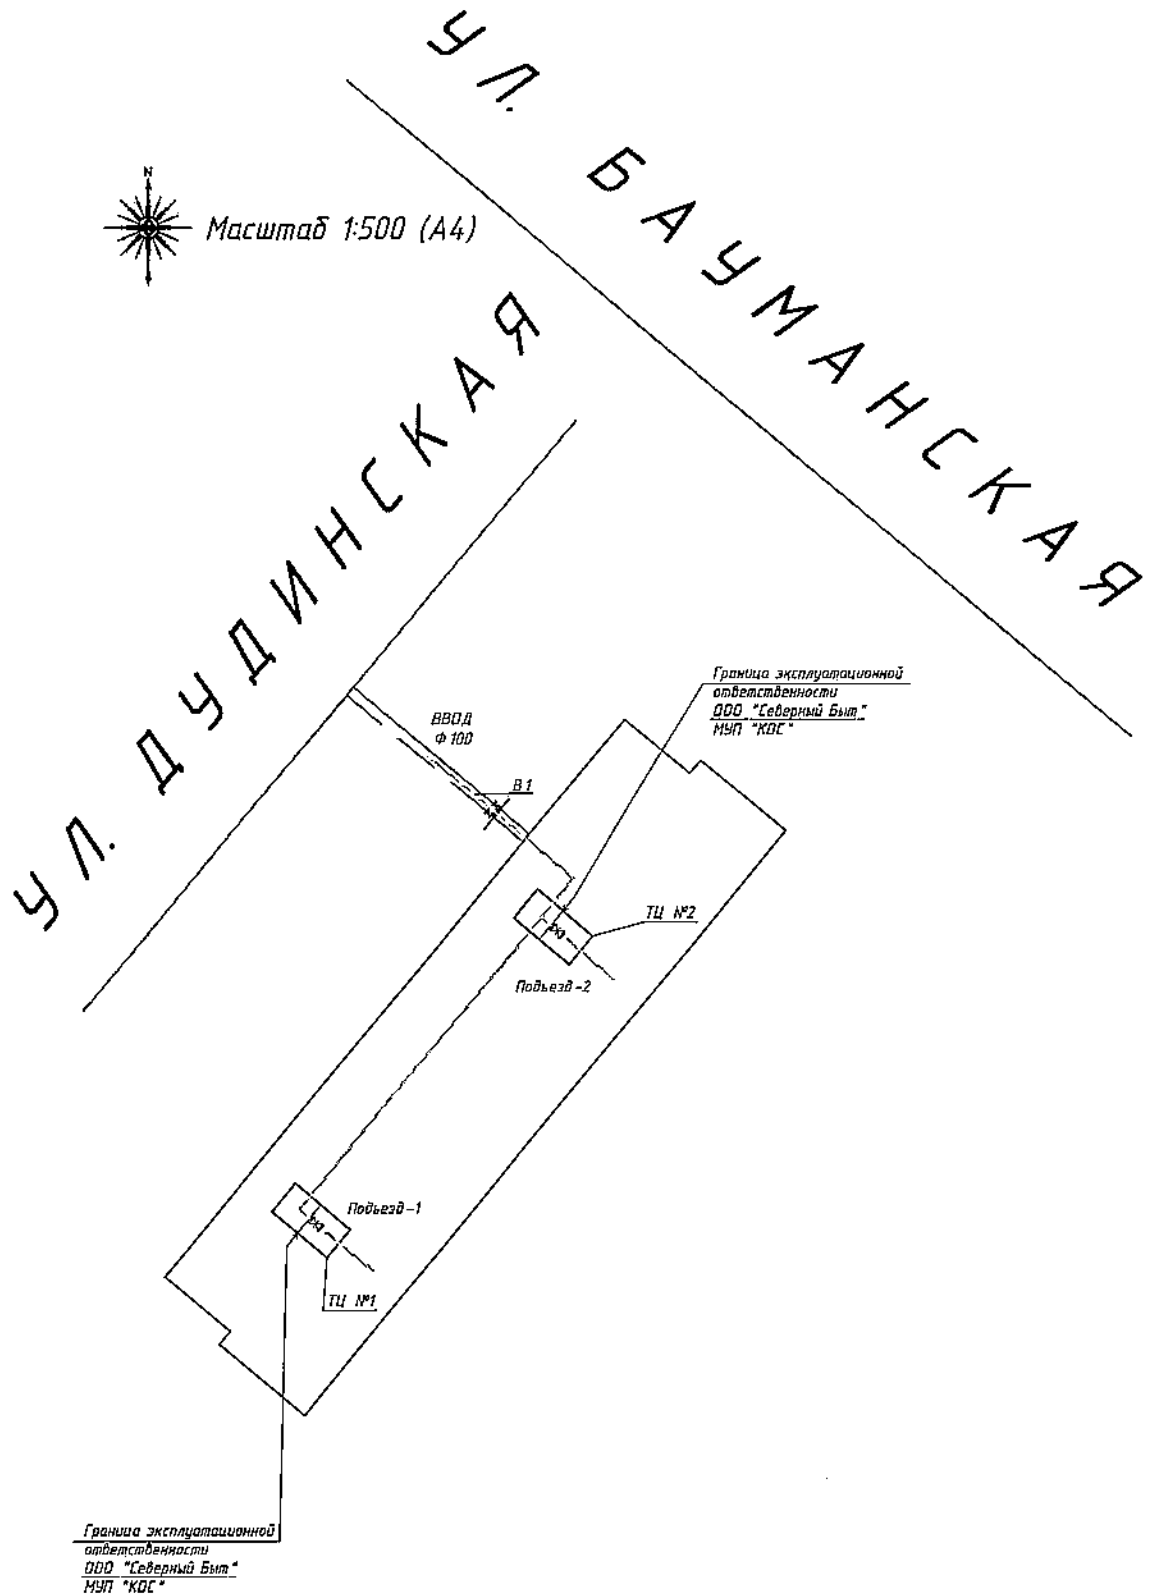 УЛ. БАУМАНСКАЯ
N
Масштаб 1:500 (А4)
УЛ. ДУДИНСКАЯ
Граница эксплуатационной
ответственности
ООО "Северный Быт"
МУП "КОС"
ВВОД
Ф 100
В1
ТЦ №2
Подъезд-2
Подъезд-1
ТЦ №1
Граница эксплуатационной
ответственности
ООО "Северный Быт"
МУП "КОС"